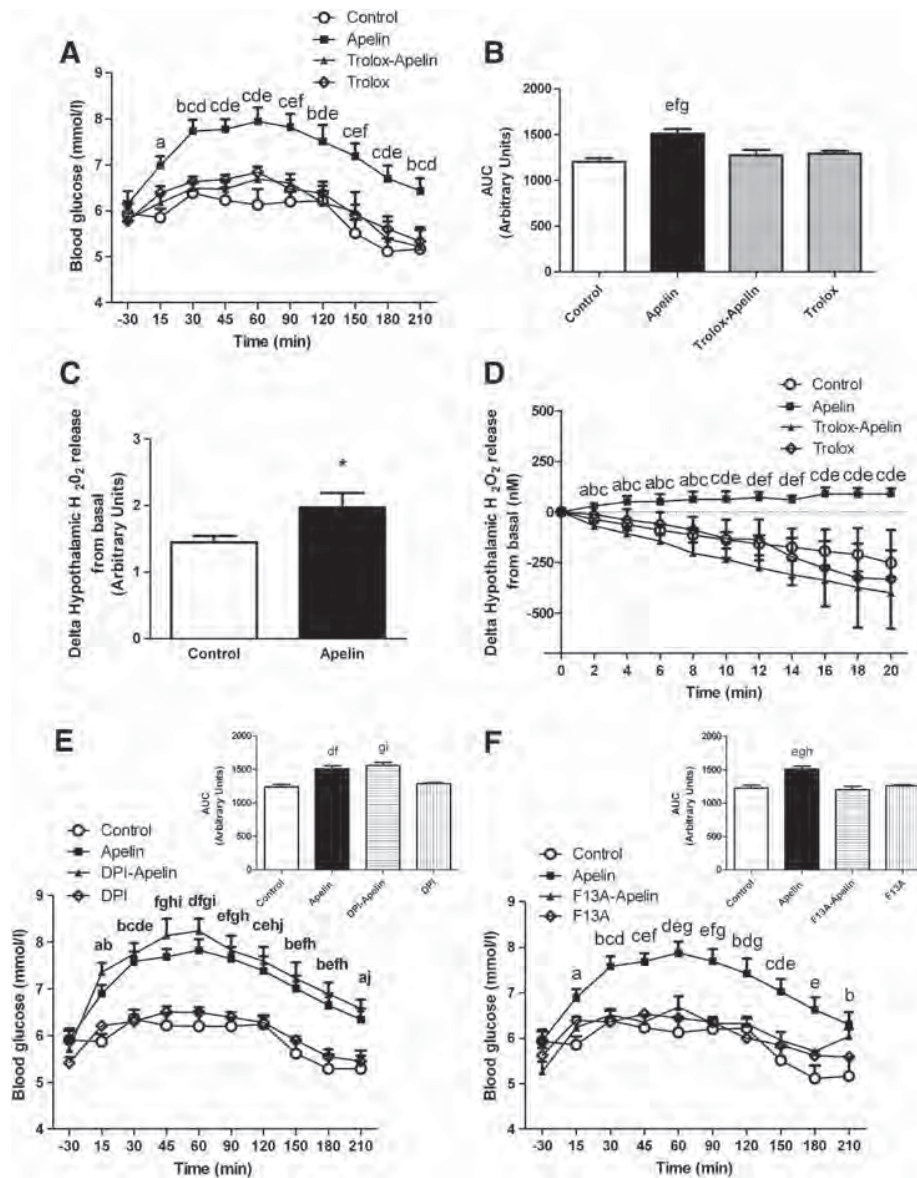 A
Control
Apelin
Trolox-Apelin
Trolox
Blood glucose (mmol/l)
9
8
7
6
5
4
a
bcd
cde
cde
cef
bde
cef
cde
bcd
-30 15 30 45 60 90 120 150 180 210
Time (min)
B
AUC
(Arbitrary Units)
2000
1500
1000
500
0
efg
Control
Apelin
Trolox-Apelin
Trolox
C
Delta Hypothalamic H2O2 release
from basal
(Arbitrary Units)
3
2
1
0
*
Control
Apelin
D
Control
Apelin
Trolox-Apelin
Trolox
Delta Hypothalamic H2O2 release
from basal (nM)
500
250
0
-250
-500
abc abc abc abc cde def def cde cde cde
0 2 4 6 8 10 12 14 16 18 20
Time (min)
E
AUC
(Arbitrary Units)
2000
1500
1000
500
0
df
gi
Control
Apelin
DPI-Apelin
DPI
Control
Apelin
DPI-Apelin
DPI
Blood glucose (mmol/l)
9
8
7
6
5
4
ab
bcde
fghi
dfgi
efgh
cehj
befh
befh
aj
-30 15 30 45 60 90 120 150 180 210
Time (min)
F
AUC
(Arbitrary Units)
2000
1500
1000
500
0
egh
Control
Apelin
F13A-Apelin
F13A
Control
Apelin
F13A-Apelin
F13A
Blood glucose (mmol/l)
9
8
7
6
5
4
a
bcd
cef
deg
efg
bdg
cde
e
b
-30 15 30 45 60 90 120 150 180 210
Time (min)